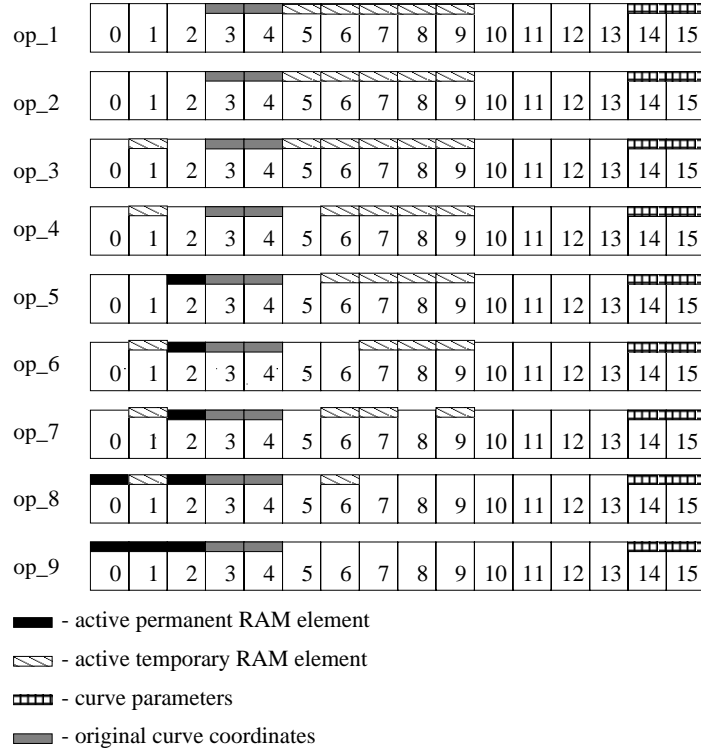 op_1 0 1 2 3 4 5 6 7 8 9 10 11 12 13 14 15
op_2 0 1 2 3 4 5 6 7 8 9 10 11 12 13 14 15
op_3 0 1 2 3 4 5 6 7 8 9 10 11 12 13 14 15
op_4 0 1 2 3 4 5 6 7 8 9 10 11 12 13 14 15
op_5 0 1 2 3 4 5 6 7 8 9 10 11 12 13 14 15
op_6 0 1 2 3 4 5 6 7 8 9 10 11 12 13 14 15
op_7 0 1 2 3 4 5 6 7 8 9 10 11 12 13 14 15
op_8 0 1 2 3 4 5 6 7 8 9 10 11 12 13 14 15
op_9 0 1 2 3 4 5 6 7 8 9 10 11 12 13 14 15
- active permanent RAM element
- active temporary RAM element
- curve parameters
- original curve coordinates